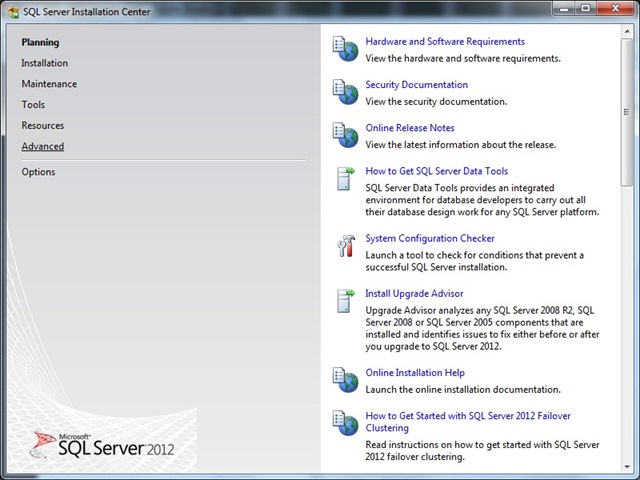 SQL Server Installation Center
Planning
Installation
Maintenance
Tools
Resources
Advanced
Options
Hardware and Software Requirements
View the hardware and software requirements.
Security Documentation
View the security documentation.
Online Release Notes
View the latest information about the release.
How to Get SQL Server Data Tools
SQL Server Data Tools provides an integrated
environment for database developers to carry out all
their database design work for any SQL Server platform.
System Configuration Checker
Launch a tool to check for conditions that prevent a
successful SQL Server installation.
Install Upgrade Advisor
Upgrade Advisor analyzes any SQL Server 2008 R2, SQL
Server 2008 or SQL Server 2005 components that are
installed and identifies issues to fix either before or after
you upgrade to SQL Server 2012.
Online Installation Help
Launch the online installation documentation.
How to Get Started with SQL Server 2012 Failover
Clustering
Read instructions on how to get started with SQL Server
2012 failover clustering.
Microsoft®
SQL Server 2012